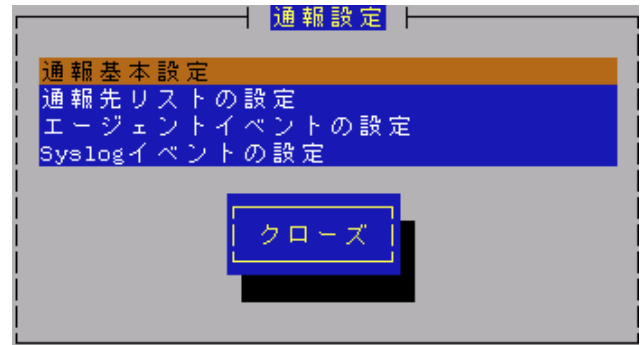 通報設定
通報基本設定
通報先リストの設定
エージェントイベントの設定
Syslogイベントの設定
クローズ